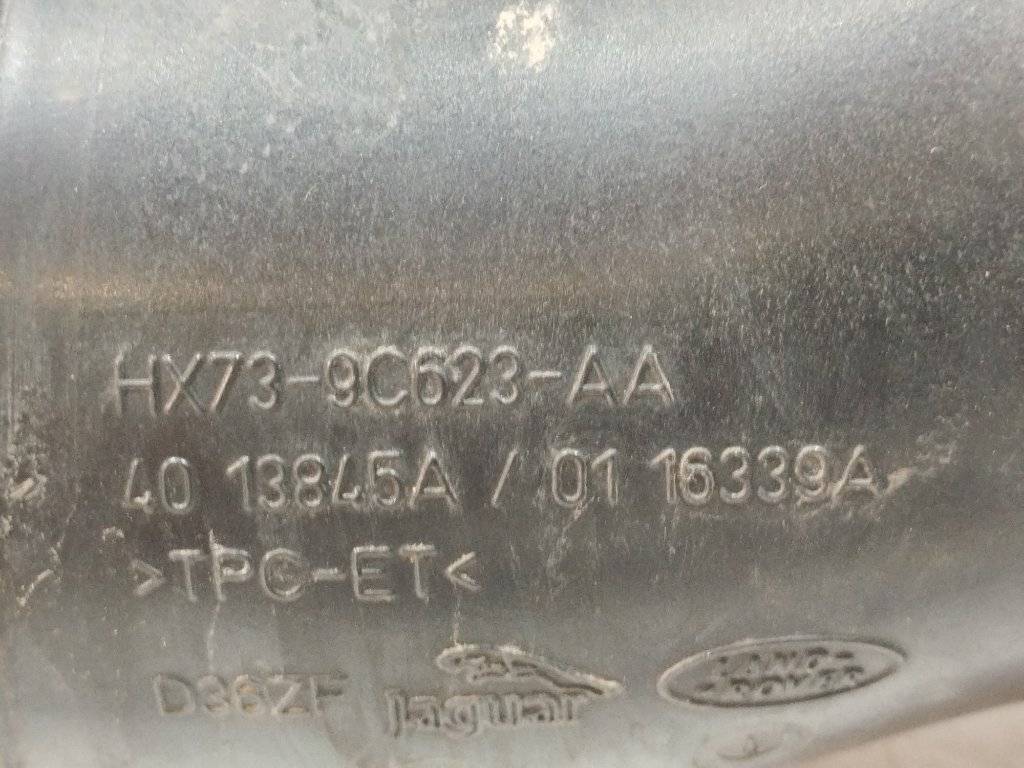 HX73-9C623-AA
40 13845A / 01 16339A
>TPC-ET<
D36ZF Jaguar LAND-ROVER